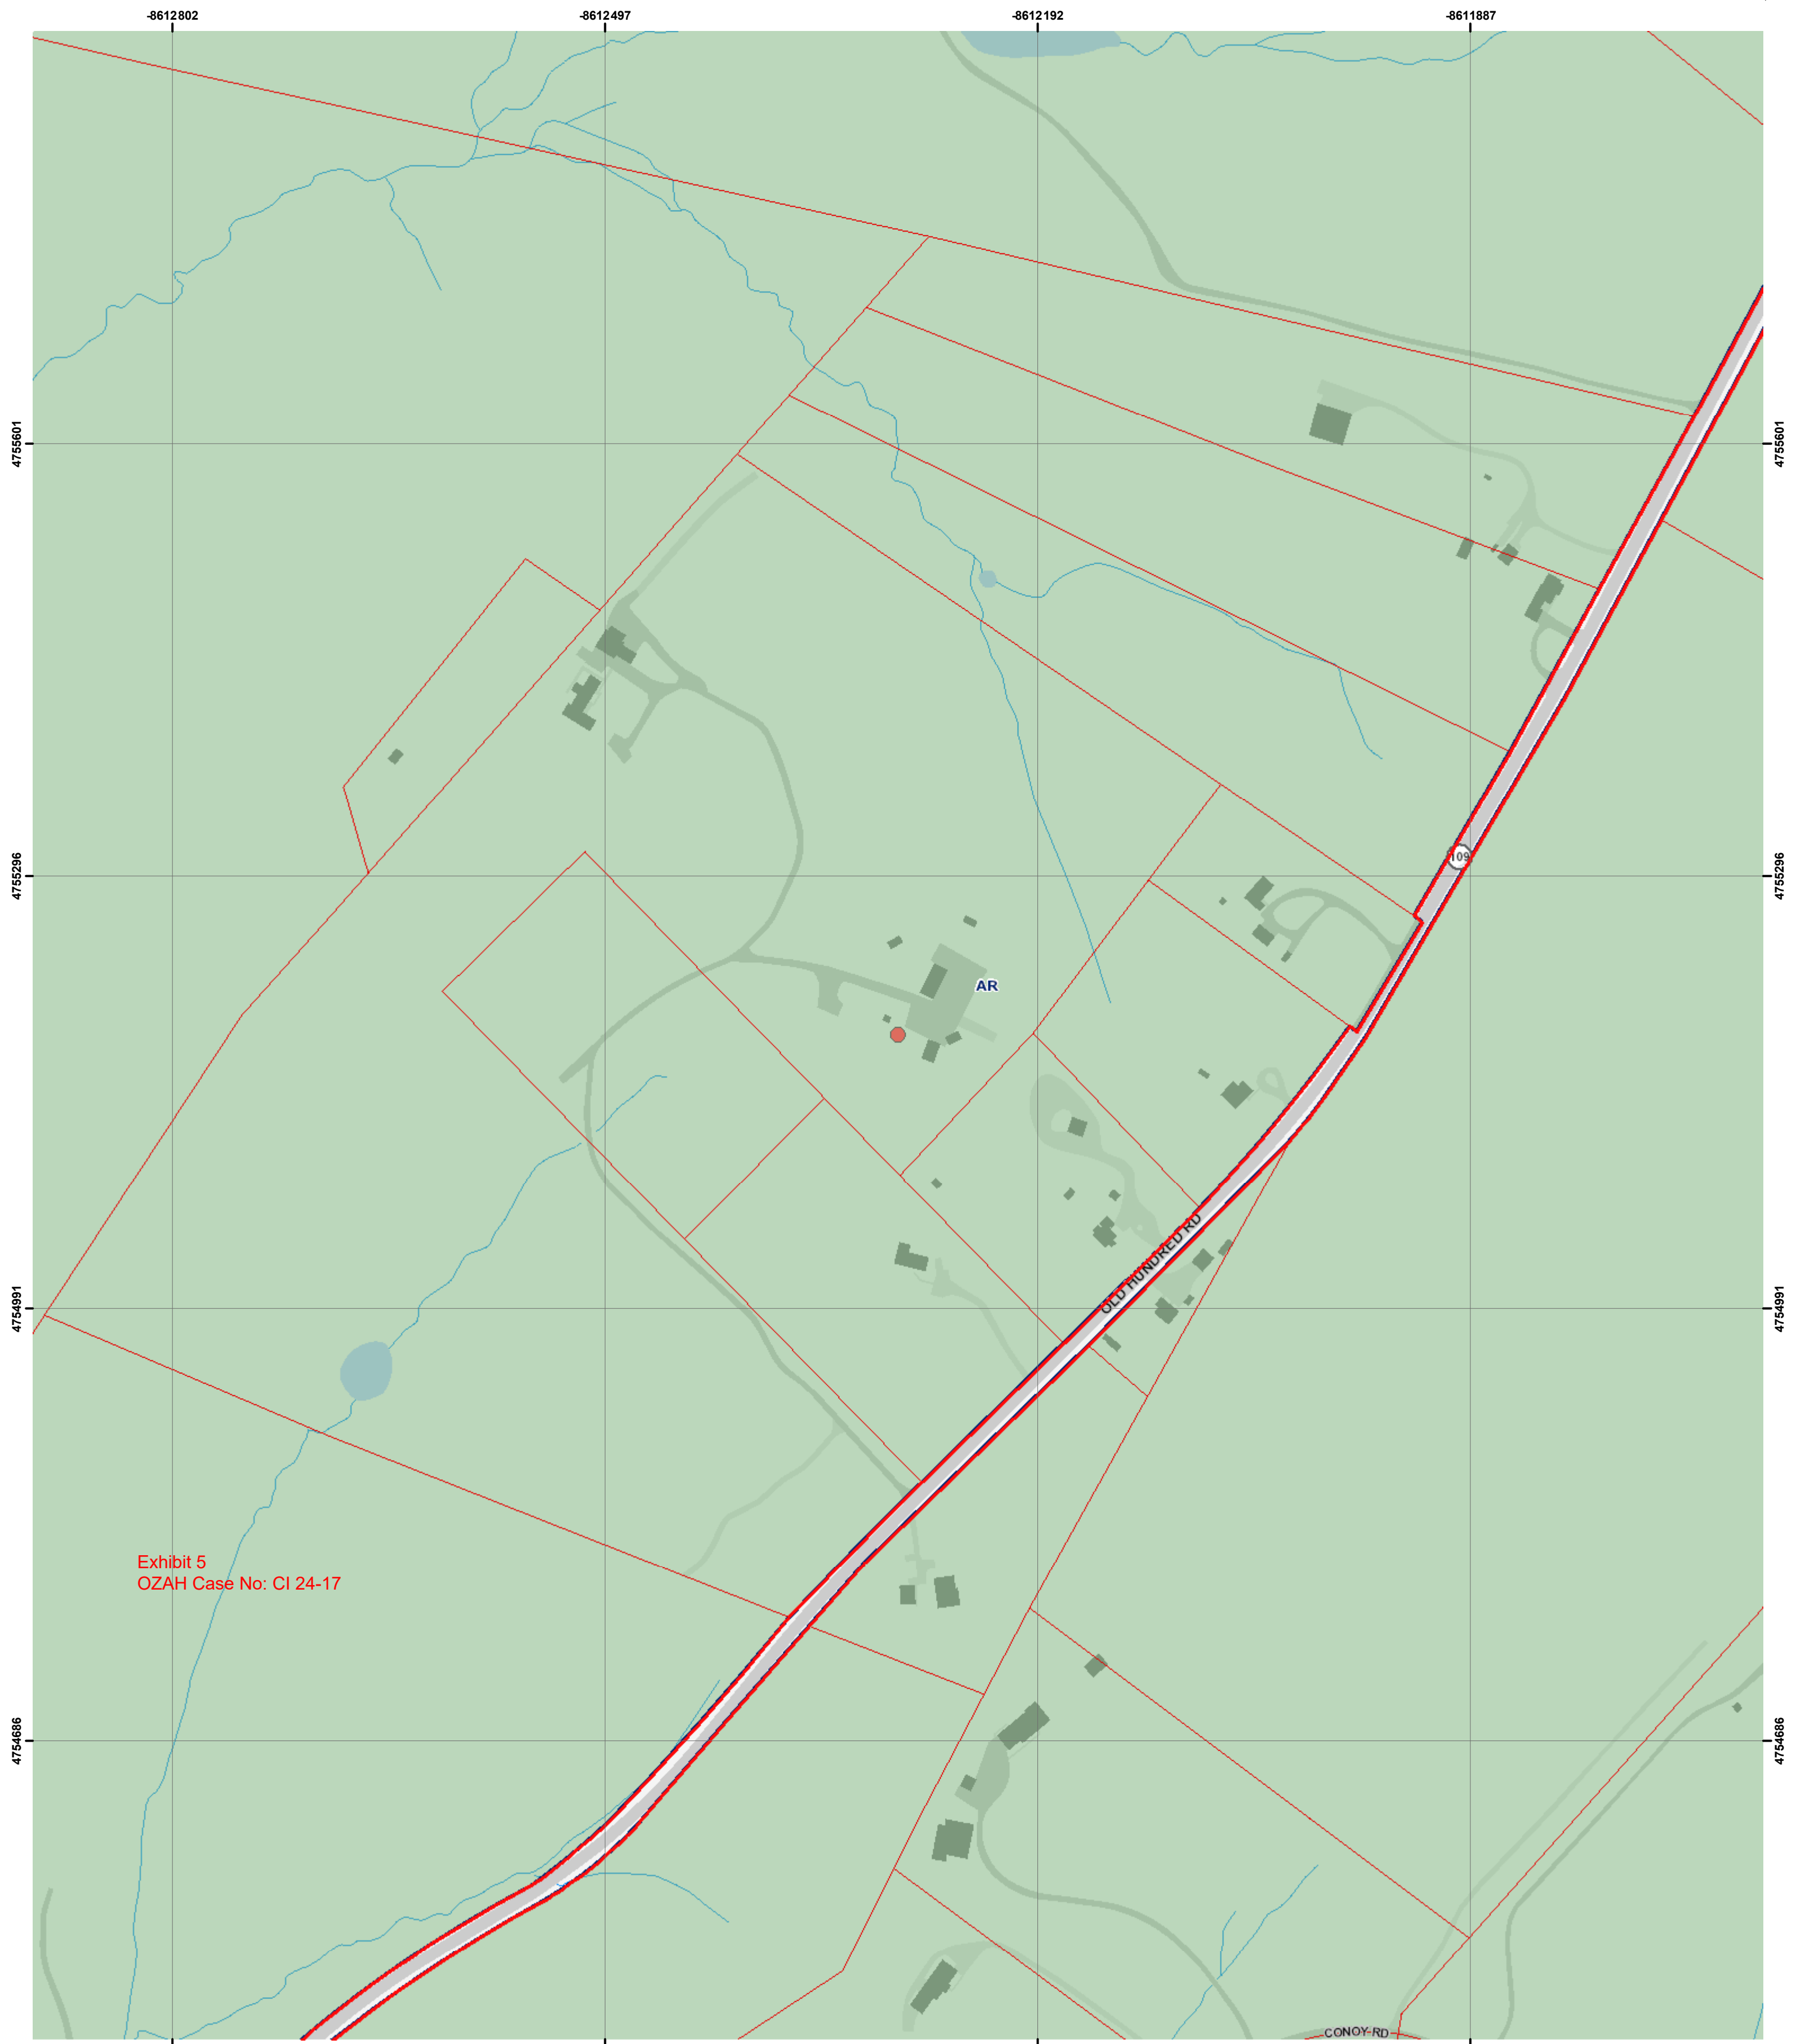 -8612802
-8612497
-8612192
-8611887
4755601
4755601
4755296
4755296
109
AR
OLD HUNDRED RD
4754991
4754991
Exhibit 5
OZAH Case No: CI 24-17
4754686
4754686
CONOY RD